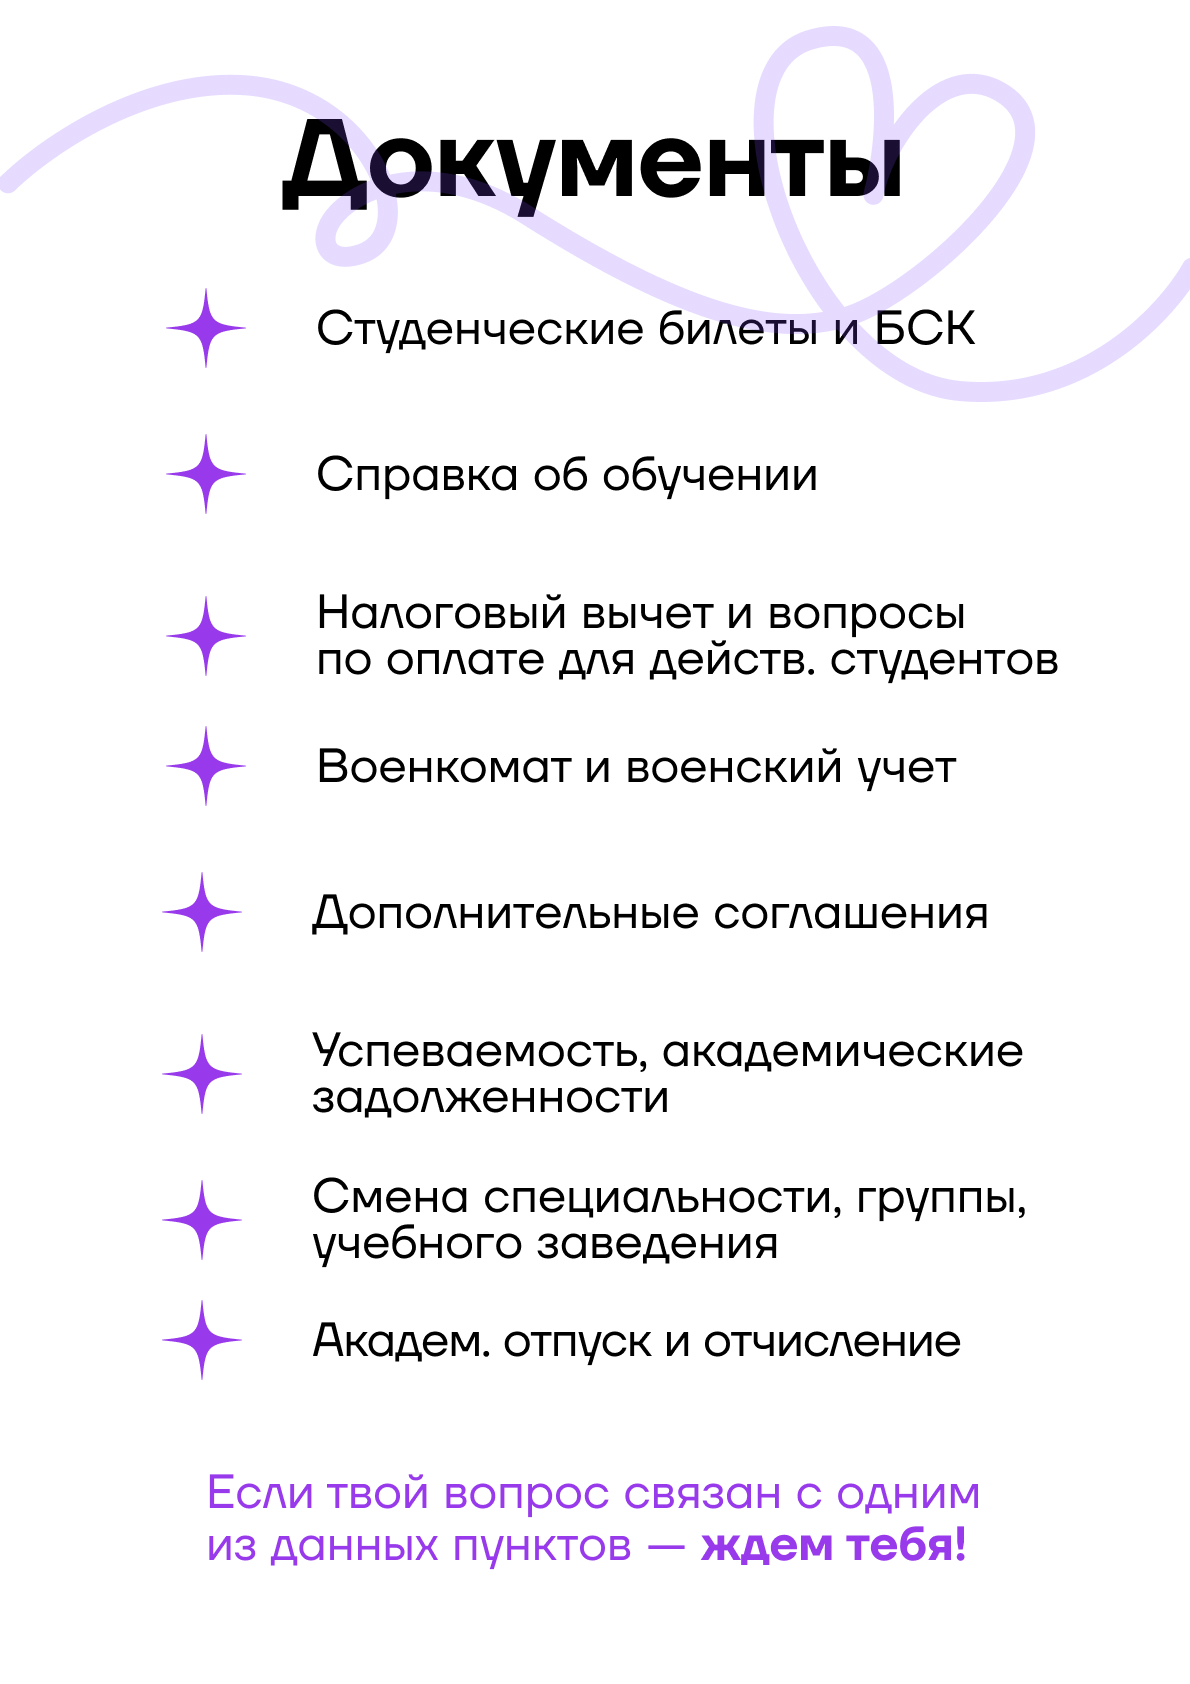 Документы
Студенческие билеты и БСК
Справка об обучении
Налоговый вычет и вопросы
по оплате для действ. студентов
Военкомат и военский учет
Дополнительные соглашения
Успеваемость, академические
задолженности
Смена специальности, группы,
учебного заведения
Академ. отпуск и отчисление
Если твой вопрос связан с одним
из данных пунктов — ждем тебя!